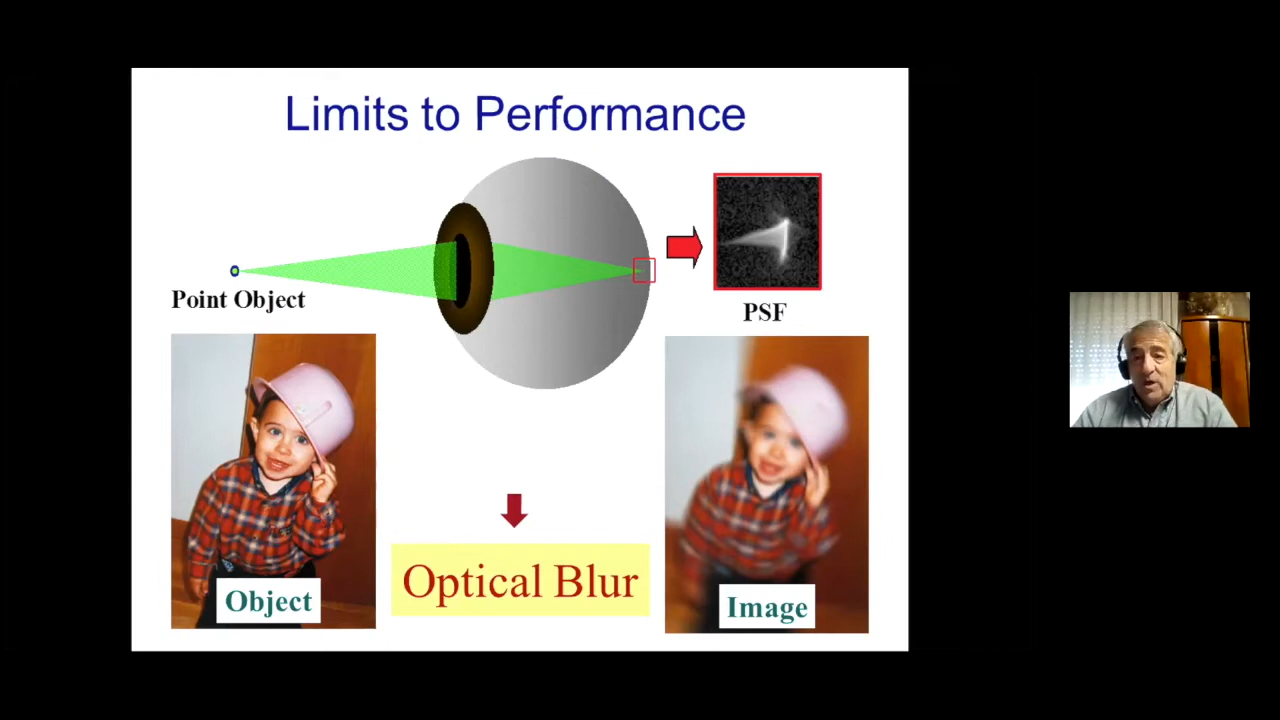 Limits to Performance
Point Object
PSF
Object
Optical Blur
Image